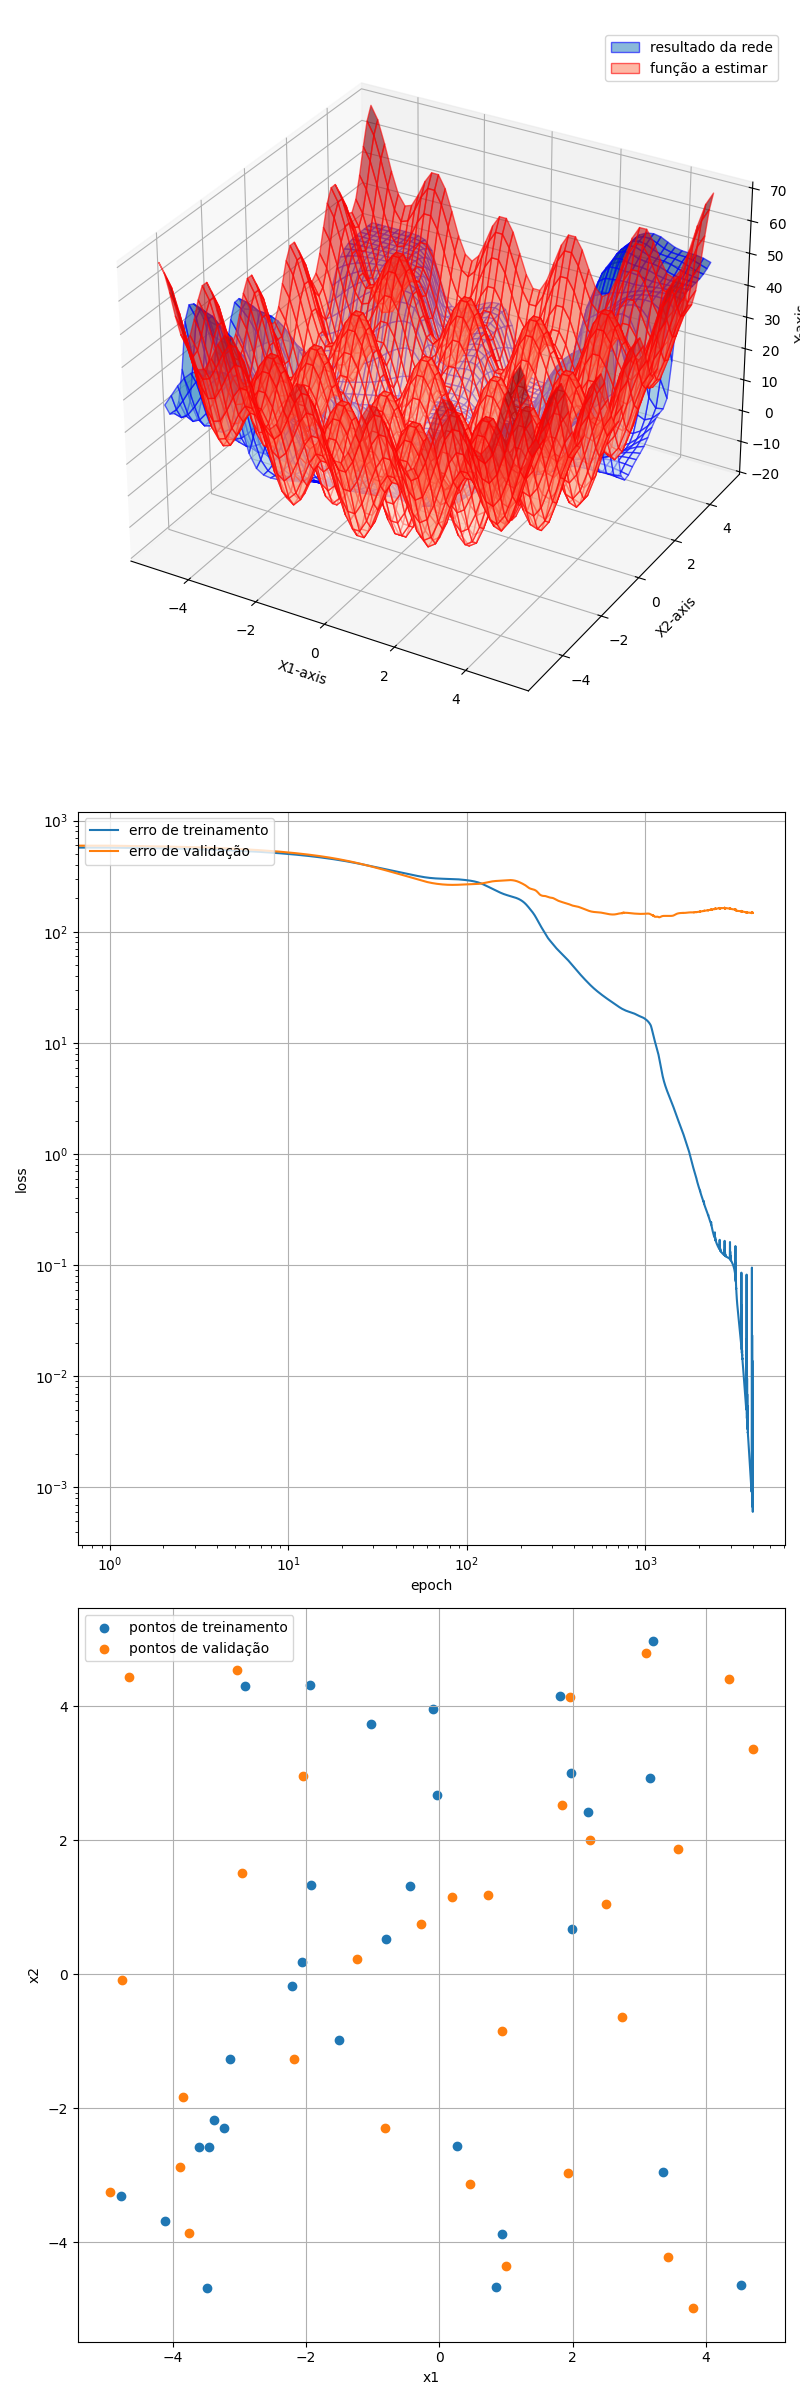 resultado da rede
função a estimar
70
60
50
40
30
20
10
0
−10
−20
4
2
0
−2
−4
X2-axis
−4
−2
0
2
4
X1-axis
erro de treinamento
erro de validação
10³
10²
10¹
10⁰
10⁻¹
10⁻²
10⁻³
loss
10⁰ 10¹ 10² 10³
epoch
pontos de treinamento
pontos de validação
4
2
0
−2
−4
x2
−4 −2 0 2 4
x1